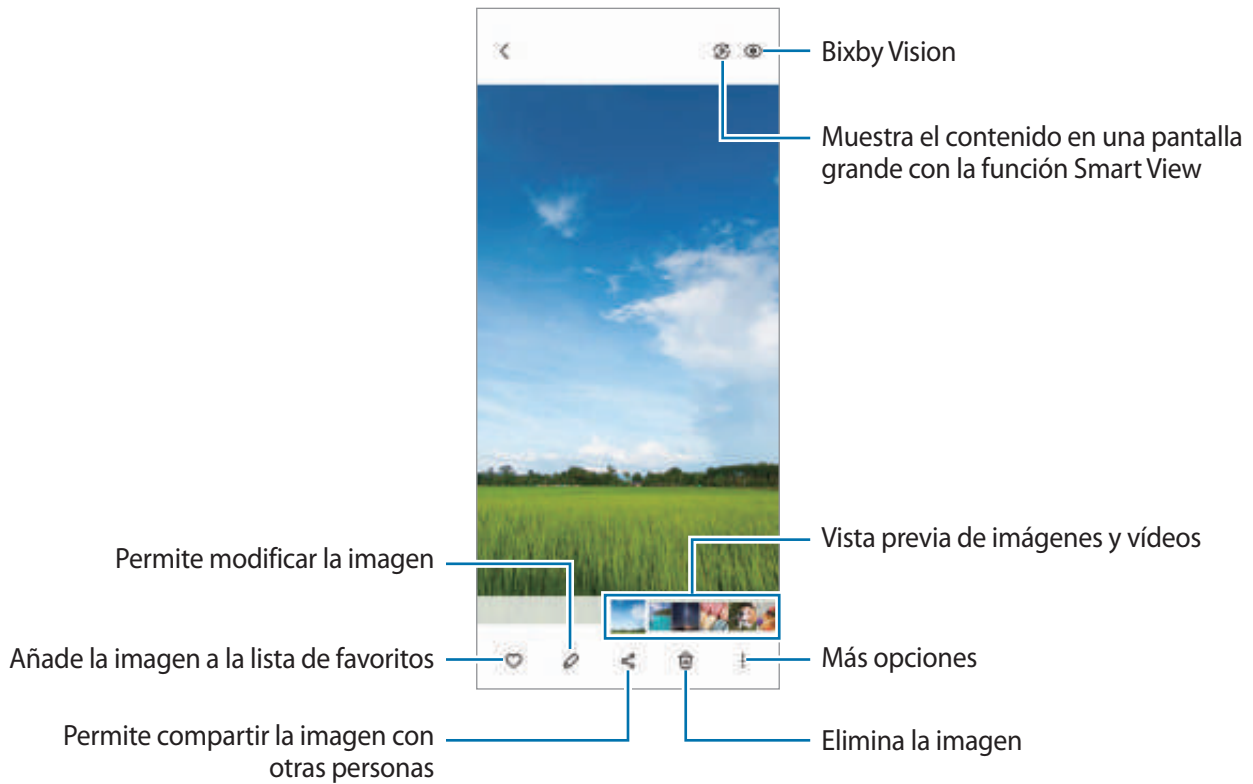 Bixby Vision
Muestra el contenido en una pantalla
grande con la función Smart View
Vista previa de imágenes y vídeos
Permite modificar la imagen
Añade la imagen a la lista de favoritos
Más opciones
Permite compartir la imagen con
otras personas
Elimina la imagen